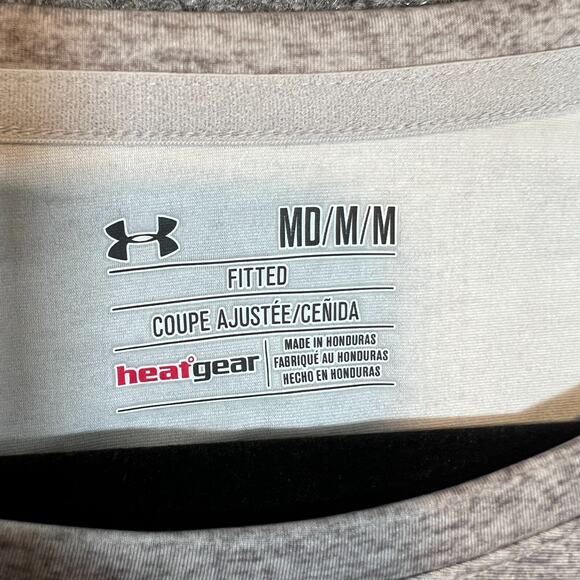 MD/M/M
FITTED
COUPE AJUSTÉE/CEÑIDA
heatgear
MADE IN HONDURAS
FABRIQUÉ AU HONDURAS
HECHO EN HONDURAS